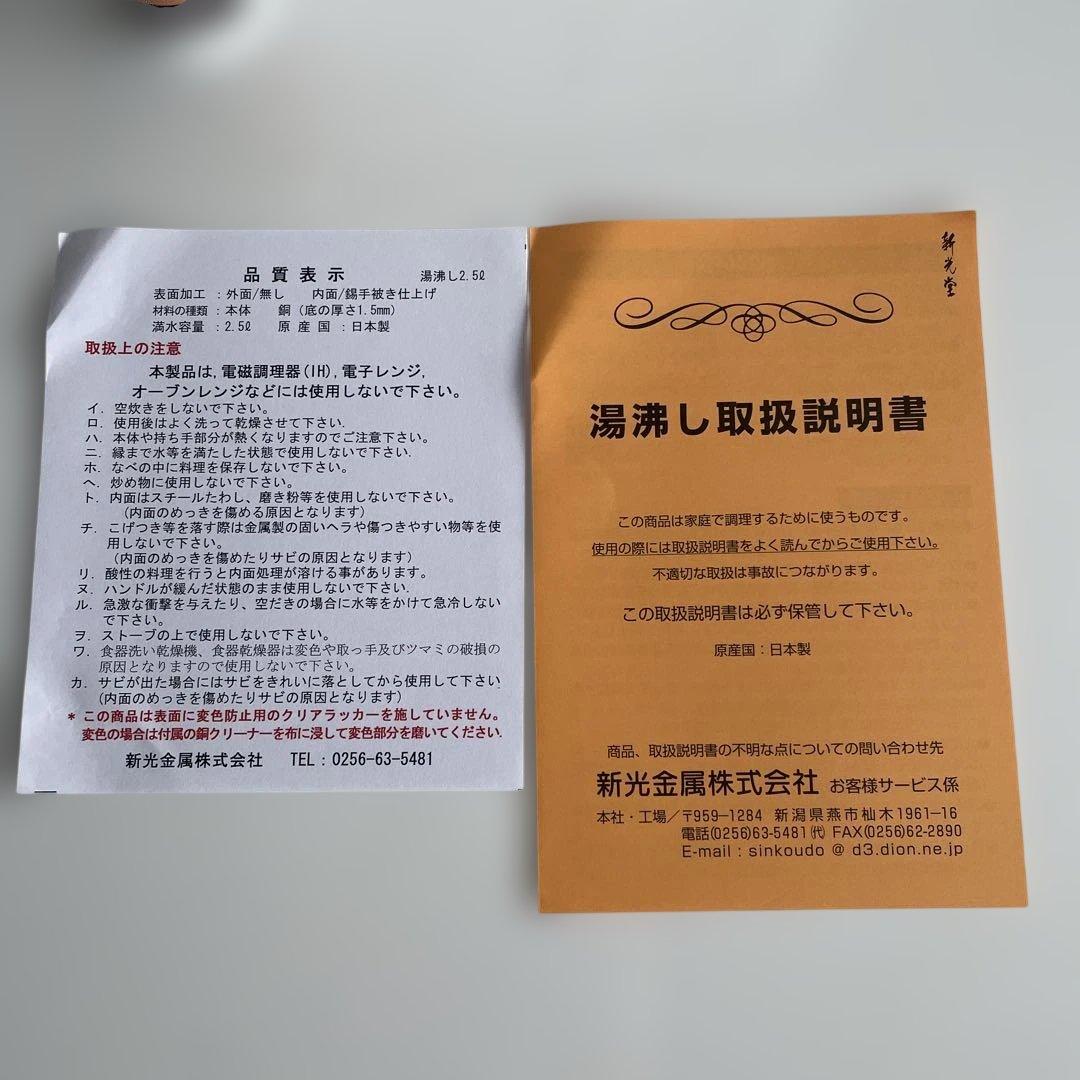 品質表示 湯沸し2.5ℓ
表面加工 ：外面/無し 内面/錫手被き仕上げ
材料の種類 ：本体 銅（底の厚さ1.5mm）
満水容量 ：2.5ℓ 原産国：日本製
取扱上の注意
本製品は,電磁調理器(IH),電子レンジ,
オーブンレンジなどには使用しないで下さい。
イ．空炊きをしないで下さい。
ロ．使用後はよく洗って乾燥させて下さい.
ハ．本体や持ち手部分が熱くなりますのでご注意下さい。
ニ．縁まで水等を満たした状態で使用しないで下さい.
ホ．なべの中に料理を保存しないで下さい。
ヘ．炒め物に使用しないで下さい。
ト．内面はスチールたわし、磨き粉等を使用しないで下さい。
（内面のめっきを傷める原因となります）
チ．こげつき等を落す際は金属製の固いヘラや傷つきやすい物等を使
用しないで下さい。
（内面のめっきを傷めたりサビの原因となります）
リ．酸性の料理を行うと内面処理が溶ける事があります。
ヌ．ハンドルが緩んだ状態のまま使用しないで下さい.
ル．急激な衝撃を与えたり、空だきの場合に水等をかけて急冷しない
で下さい。
ヲ．ストーブの上で使用しないで下さい。
ワ．食器洗い乾燥機、食器乾燥器は変色や取っ手及びツマミの破損の
原因となりますので使用しないで下さい。
カ．サビが出た場合にはサビをきれいに落としてから使用して下さい
（内面のめっきを傷めたりサビの原因となります）
＊この商品は表面に変色防止用のクリアラッカーを施していません。
変色の場合は付属の銅クリーナーを布に浸して変色部分を磨いてください.
新光金属株式会社 TEL：0256-63-5481
新光堂
湯沸し取扱説明書
この商品は家庭で調理するために使うものです。
使用の際には取扱説明書をよく読んでからご使用下さい。
不適切な取扱は事故につながります。
この取扱説明書は必ず保管して下さい。
原産国：日本製
商品、取扱説明書の不明な点についての問い合わせ先
新光金属株式会社 お客様サービス係
本社・工場／〒959−1284 新潟県燕市杣木1961−16
電話(0256)63-5481㈹ FAX(0256)62-2890
E-mail : sinkoudo @ d3.dion.ne.jp